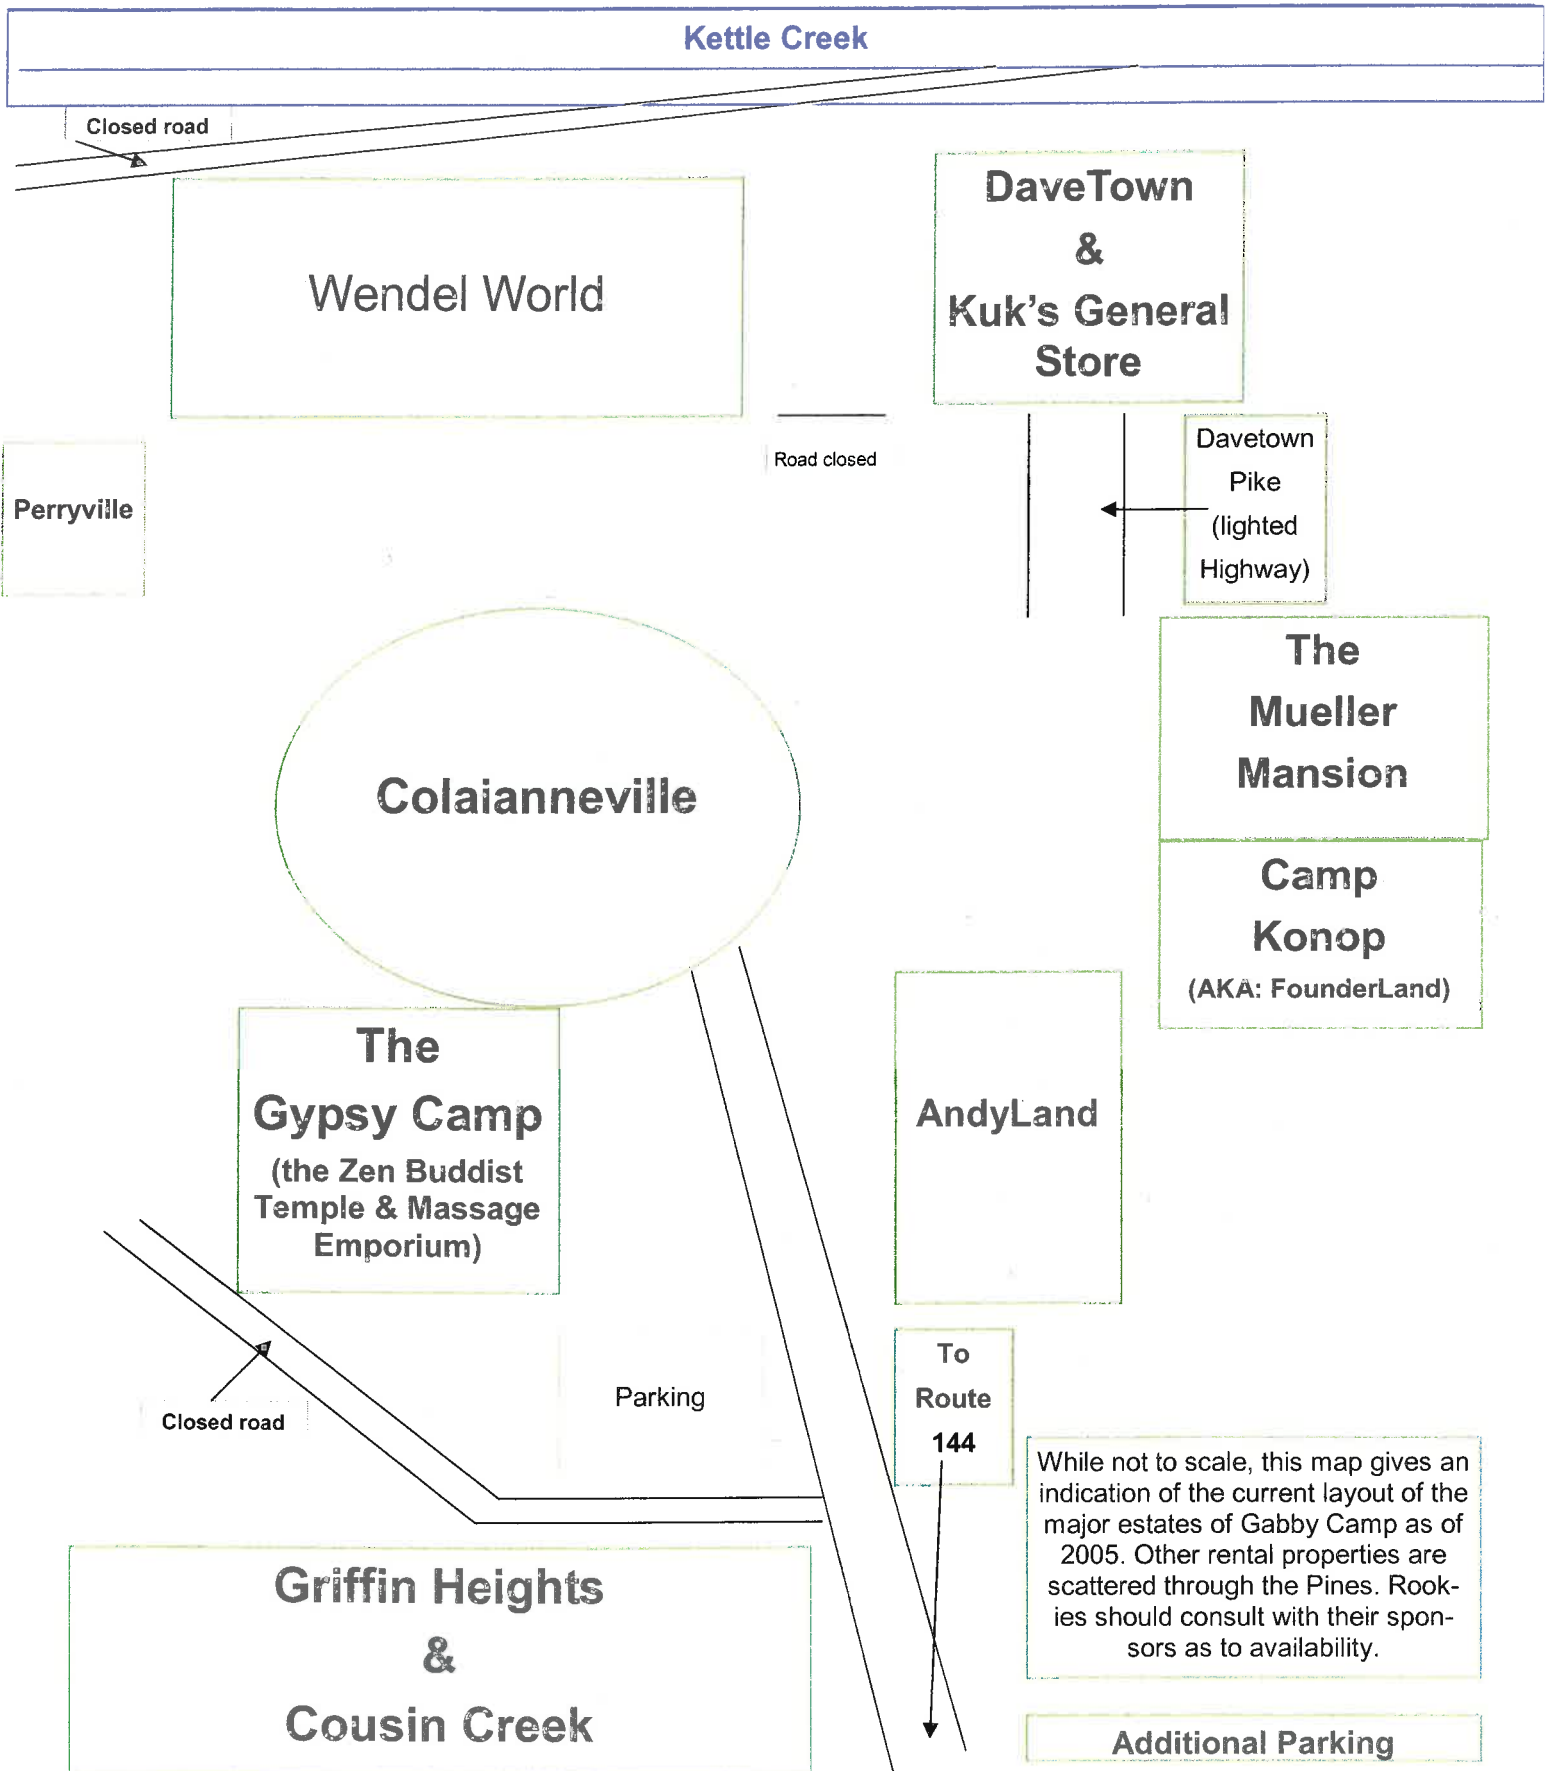 Kettle Creek
Closed road
DaveTown
&
Kuk's General
Store
Wendel World
Road closed
Davetown
Pike
(lighted
Highway)
Perryville
The
Mueller
Mansion
Colaianneville
Camp
Konop
(AKA: FounderLand)
The
Gypsy Camp
(the Zen Buddist
Temple & Massage
Emporium)
AndyLand
Closed road
Parking
To
Route
144
While not to scale, this map gives an
indication of the current layout of the
major estates of Gabby Camp as of
2005. Other rental properties are
scattered through the Pines. Rook-
ies should consult with their spon-
sors as to availability.
Griffin Heights
&
Cousin Creek
Additional Parking